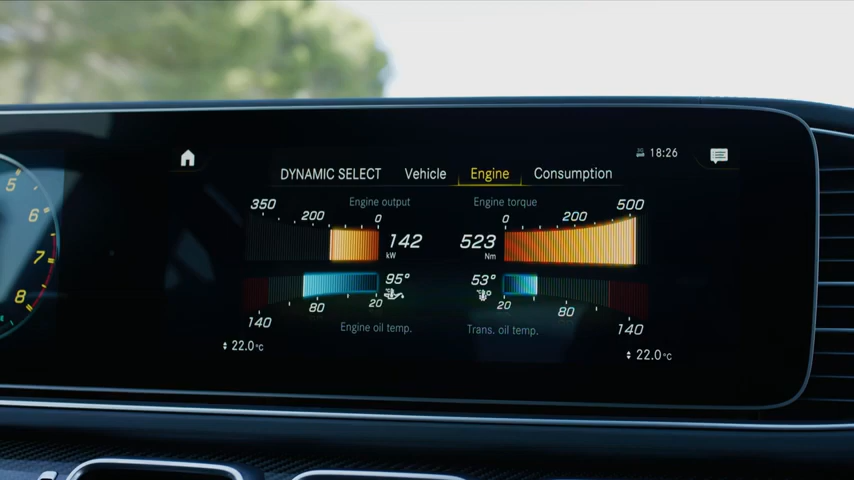 18:26
DYNAMIC SELECT Vehicle Engine Consumption
5
6
7
8
Engine output
350 200 0
142
kW
95°
140 80 20
Engine oil temp.
22.0°C
Engine torque
0 200 500
523
Nm
53°
20 80 140
Trans. oil temp.
22.0°C